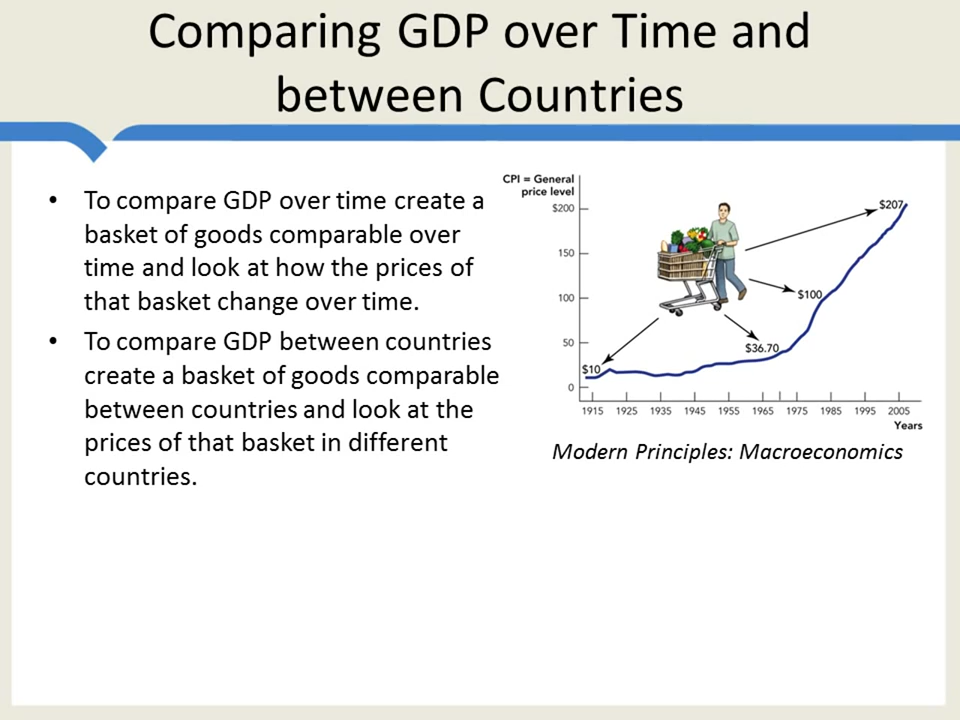 Comparing GDP over Time and
between Countries
• To compare GDP over time create a
basket of goods comparable over
time and look at how the prices of
that basket change over time.
• To compare GDP between countries
create a basket of goods comparable
between countries and look at the
prices of that basket in different
countries.
CPI = General
price level
$200
150
100
50
0
$207
$100
$36.70
$10
1915 1925 1935 1945 1955 1965 1975 1985 1995 2005
Years
Modern Principles: Macroeconomics